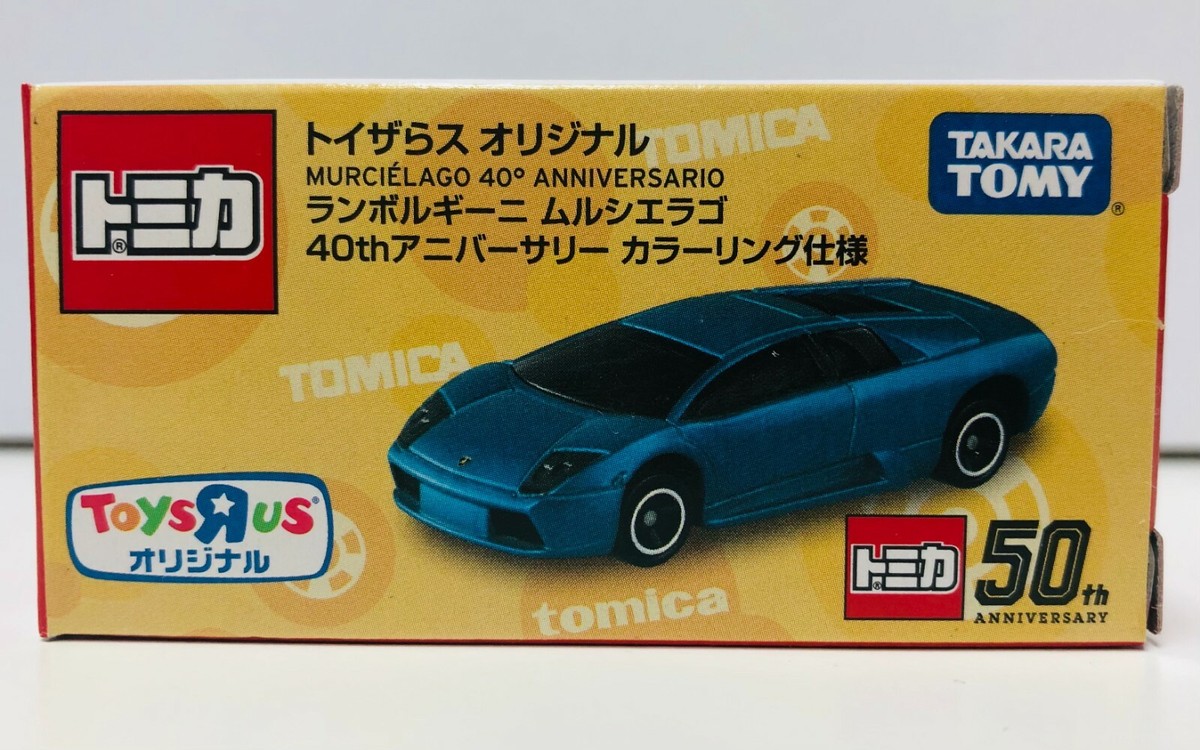 トミカ®
トイザらス オリジナル
MURCIÉLAGO 40° ANNIVERSARIO
ランボルギーニ ムルシエラゴ
40thアニバーサリー カラーリング仕様
TOMICA
TAKARA
TOMY®
TOMICA
TOYSЯUS®
オリジナル
tomica
トミカ®
50th
ANNIVERSARY